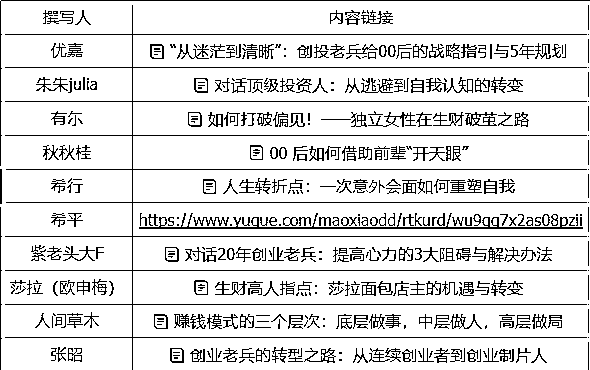 撰写人 内容链接
优嘉 “从迷茫到清晰”：创投老兵给00后的战略指引与5年规划
朱朱julia 对话顶级投资人：从逃避到自我认知的转变
有尔 如何打破偏见！——独立女性在生财破茧之路
秋秋桂 00 后如何借助前辈“开天眼”
希行 人生转折点：一次意外会面如何重塑自我
希平 https://www.yuque.com/maoxiaodd/rtkurd/wu9gq7x2as08pzii
紫老头大F 对话20年创业老兵：提高心力的3大阻碍与解决办法
莎拉（欧申梅） 生财高人指点：莎拉面包店主的机遇与转变
人间草木 赚钱模式的三个层次：底层做事，中层做人，高层做局
张昭 创业老兵的转型之路：从连续创业者到创业制片人